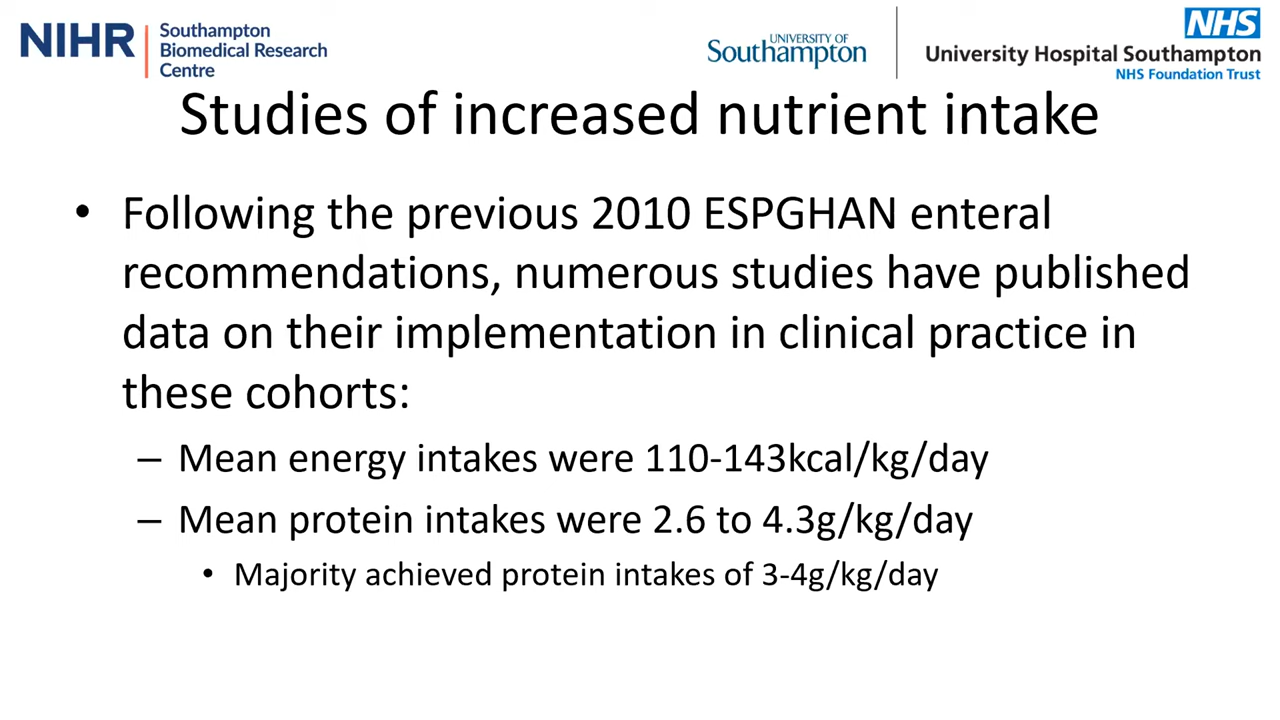 NIHR
Southampton
Biomedical Research
Centre
UNIVERSITY OF
Southampton
NHS
University Hospital Southampton
NHS Foundation Trust
Studies of increased nutrient intake
• Following the previous 2010 ESPGHAN enteral
recommendations, numerous studies have published
data on their implementation in clinical practice in
these cohorts:
– Mean energy intakes were 110-143kcal/kg/day
– Mean protein intakes were 2.6 to 4.3g/kg/day
• Majority achieved protein intakes of 3-4g/kg/day